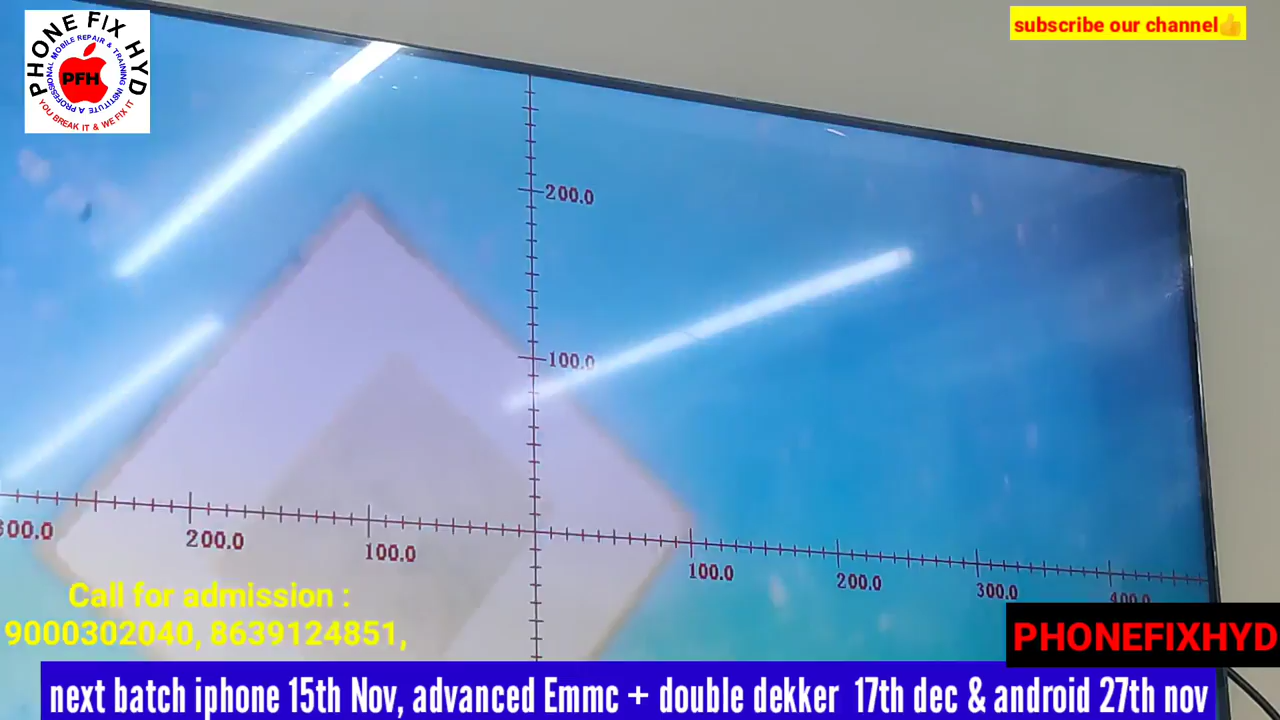 PHONE FIX HYD
A PROFESSIONAL MOBILE REPAIR & TRAINING INSTITUTE
PFH
YOU BREAK IT & WE FIX IT
subscribe our channel👍
200.0
100.0
300.0
200.0
100.0
100.0
200.0
300.0
400.0
Call for admission :
9000302040, 8639124851,
PHONEFIXHYD
next batch iphone 15th Nov, advanced Emmc + double dekker 17th dec & android 27th nov